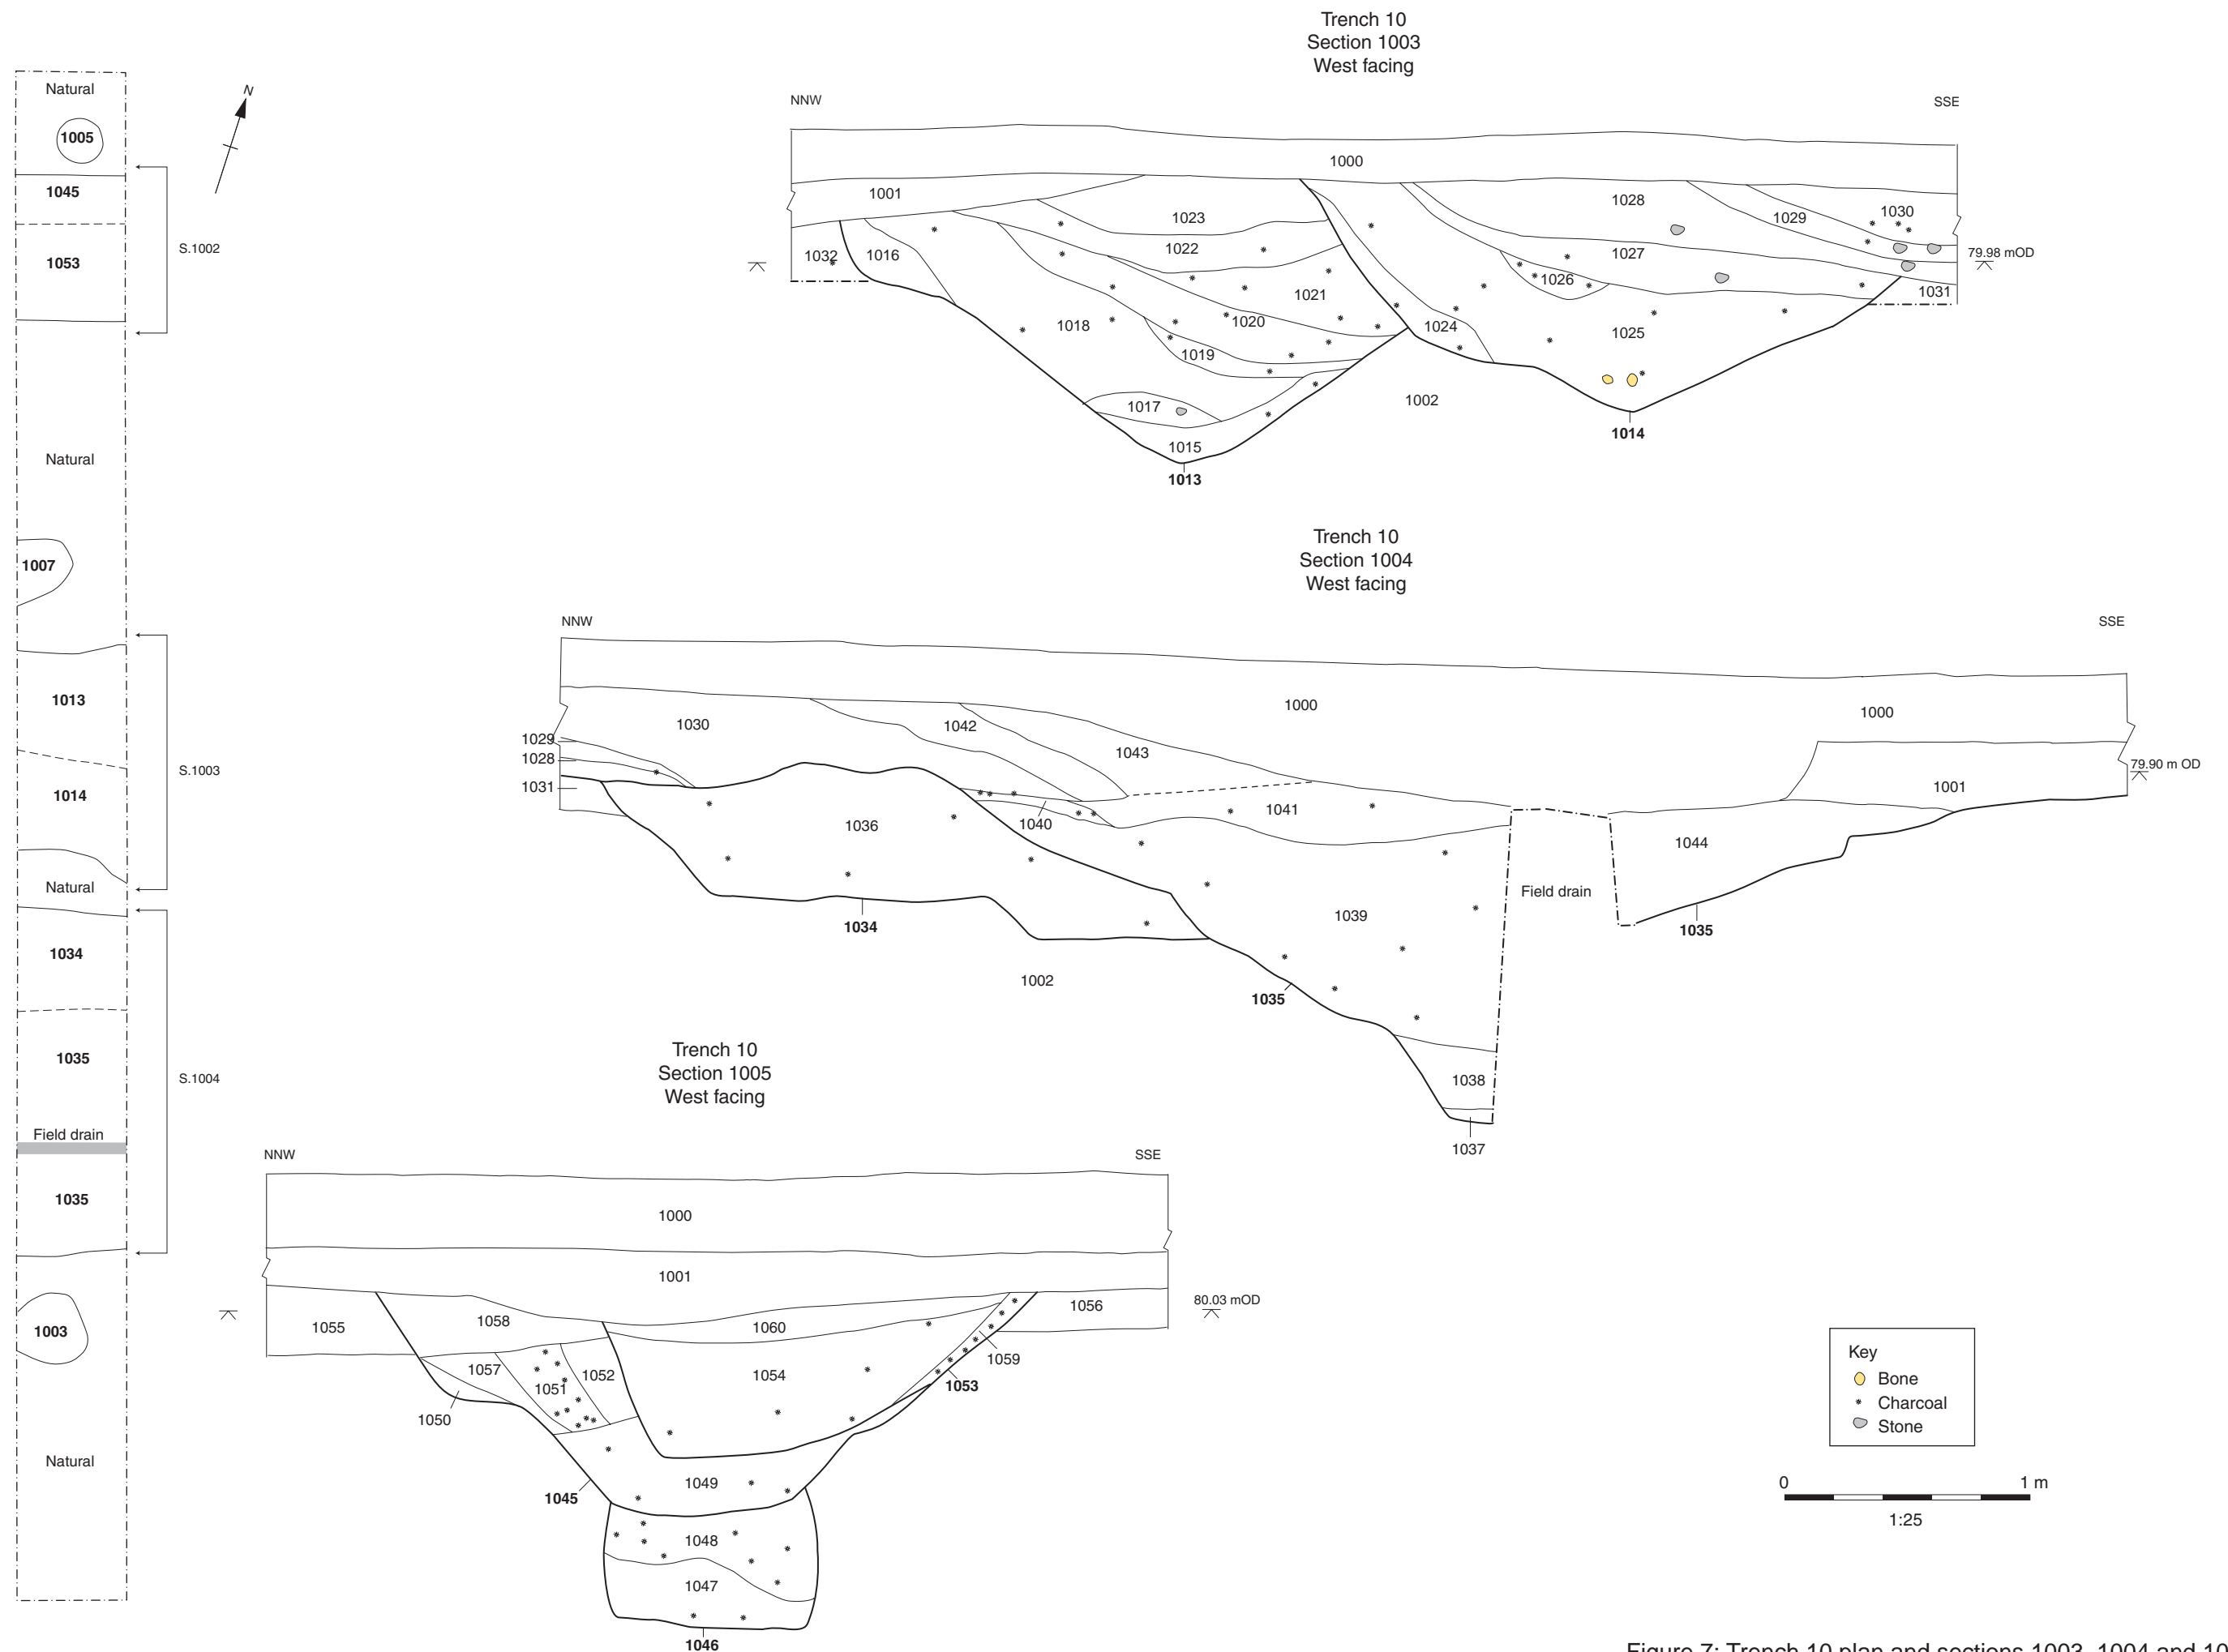 Natural
1005
1045
1053
S.1002
Natural
1007
1013
1014
S.1003
Natural
1034
1035
S.1004
Field drain
1035
1003
Natural
N
Trench 10
Section 1003
West facing
NNW
SSE
1000
1001
1023
1028
1029
1030
1022
1032
1016
1027
79.98 mOD
1026
1021
1031
1018
1020
1024
1025
1019
1002
1017
1014
1015
1013
Trench 10
Section 1004
West facing
NNW
SSE
1000
1000
1030
1042
1029
1043
1028
79.90 m OD
1031
1001
1041
1036
1040
1044
Field drain
1039
1034
1035
1002
1035
1038
1037
Trench 10
Section 1005
West facing
NNW
SSE
1000
1001
80.03 mOD
1056
1058
1055
1060
1059
1057
1052
1054
1051
1053
1050
1049
1045
1048
1047
1046
Key
Bone
Charcoal
Stone
0 1 m
1:25
Figure 7: Trench 10 plan and sections 1003, 1004 and 10